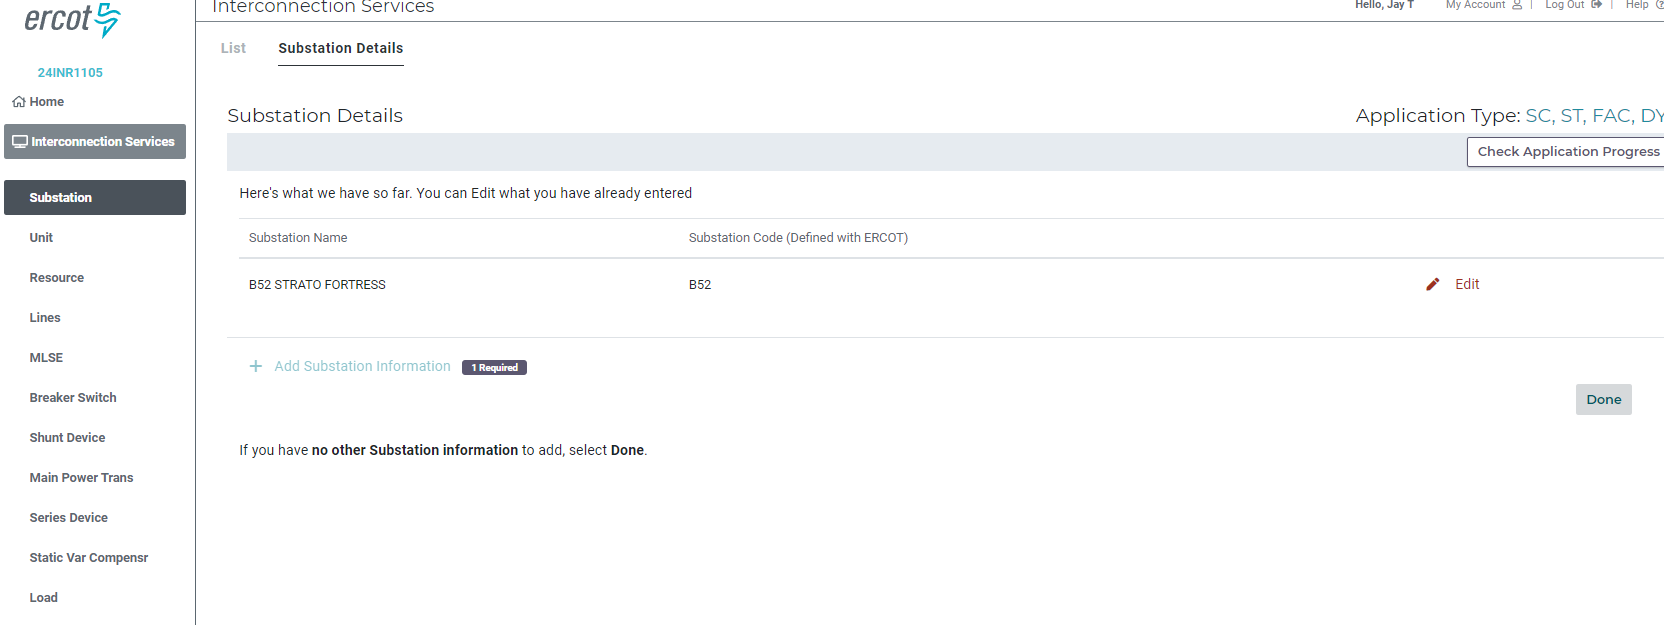 ercot
Interconnection Services
Hello, Jay T
My Account
Log Out
Help
List
Substation Details
24INR1105
Home
Interconnection Services
Substation
Unit
Resource
Lines
MLSE
Breaker Switch
Shunt Device
Main Power Trans
Series Device
Static Var Compensr
Load
Substation Details
Application Type: SC, ST, FAC, DY
Check Application Progress
Here's what we have so far. You can Edit what you have already entered
Substation Name
Substation Code (Defined with ERCOT)
B52 STRATO FORTRESS
B52
Edit
+ Add Substation Information
1 Required
Done
If you have no other Substation information to add, select Done.